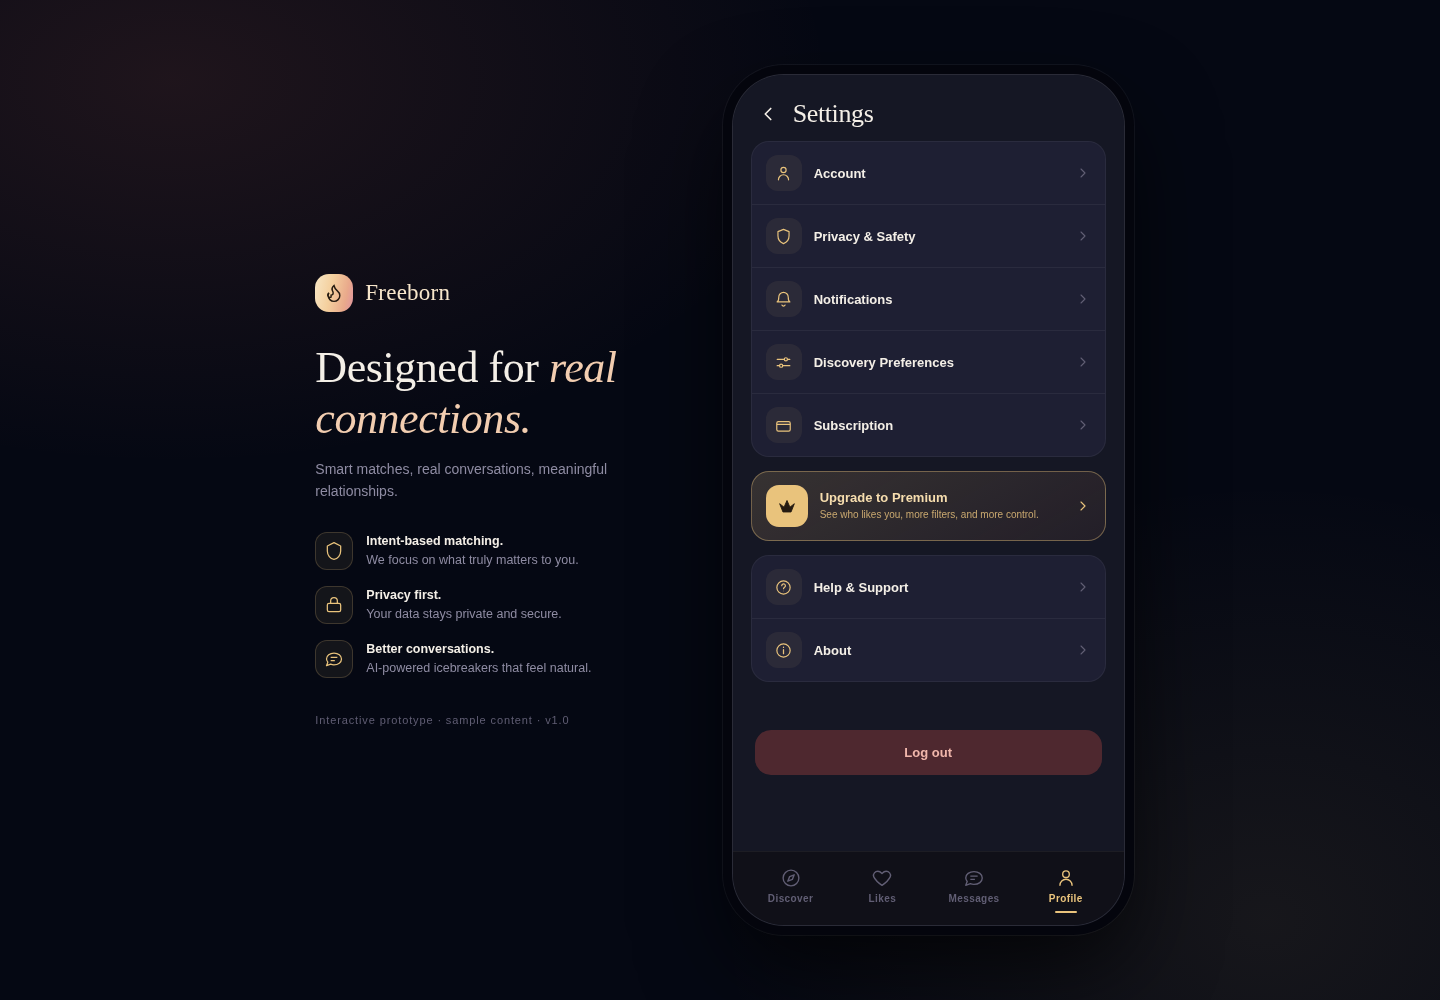 Freeborn
Designed for real
connections.
Smart matches, real conversations, meaningful
relationships.
Intent-based matching.
We focus on what truly matters to you.
Privacy first.
Your data stays private and secure.
Better conversations.
AI-powered icebreakers that feel natural.
Interactive prototype · sample content · v1.0
Settings
Account
Privacy & Safety
Notifications
Discovery Preferences
Subscription
Upgrade to Premium
See who likes you, more filters, and more control.
Help & Support
About
Log out
Discover
Likes
Messages
Profile